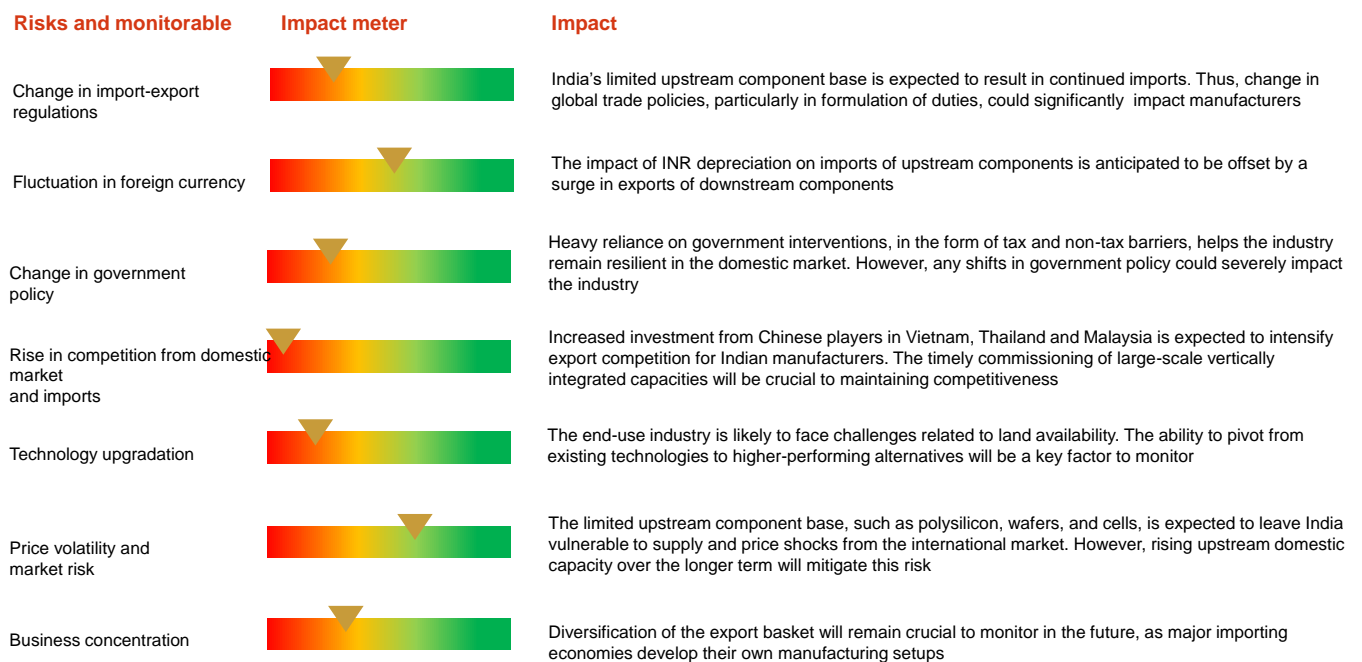 Risks and monitorable
Impact meter
Impact
Change in import-export
regulations
India’s limited upstream component base is expected to result in continued imports. Thus, change in
global trade policies, particularly in formulation of duties, could significantly  impact manufacturers
Fluctuation in foreign currency
The impact of INR depreciation on imports of upstream components is anticipated to be offset by a
surge in exports of downstream components
Change in government
policy
Heavy reliance on government interventions, in the form of tax and non-tax barriers, helps the industry
remain resilient in the domestic market. However, any shifts in government policy could severely impact
the industry
Rise in competition from domestic
market
and imports
Increased investment from Chinese players in Vietnam, Thailand and Malaysia is expected to intensify
export competition for Indian manufacturers. The timely commissioning of large-scale vertically
integrated capacities will be crucial to maintaining competitiveness
Technology upgradation
The end-use industry is likely to face challenges related to land availability. The ability to pivot from
existing technologies to higher-performing alternatives will be a key factor to monitor
Price volatility and
market risk
The limited upstream component base, such as polysilicon, wafers, and cells, is expected to leave India
vulnerable to supply and price shocks from the international market. However, rising upstream domestic
capacity over the longer term will mitigate this risk
Business concentration
Diversification of the export basket will remain crucial to monitor in the future, as major importing
economies develop their own manufacturing setups